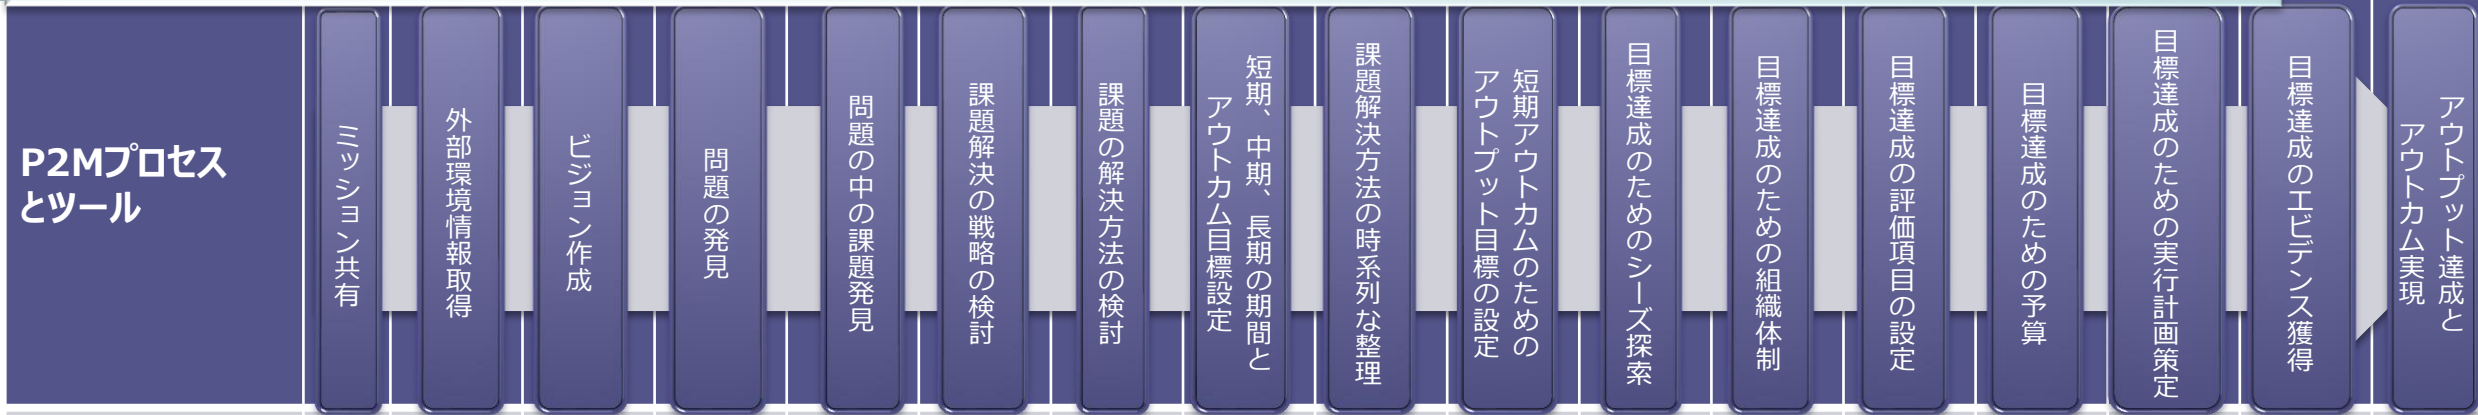 P2Mプロセス
とツール
ミッション共有
外部環境情報取得
ビジョン作成
問題の発見
問題の中の課題発見
課題解決の戦略の検討
課題の解決方法の検討
短期、中期、長期の期間と
アウトカム目標設定
課題解決方法の時系列な整理
短期アウトカムのための
アウトプット目標の設定
目標達成のためのシーズ探索
目標達成のための組織体制
目標達成の評価項目の設定
目標達成のための予算
目標達成のための実行計画策定
目標達成のエビデンス獲得
アウトプット達成と
アウトカム実現